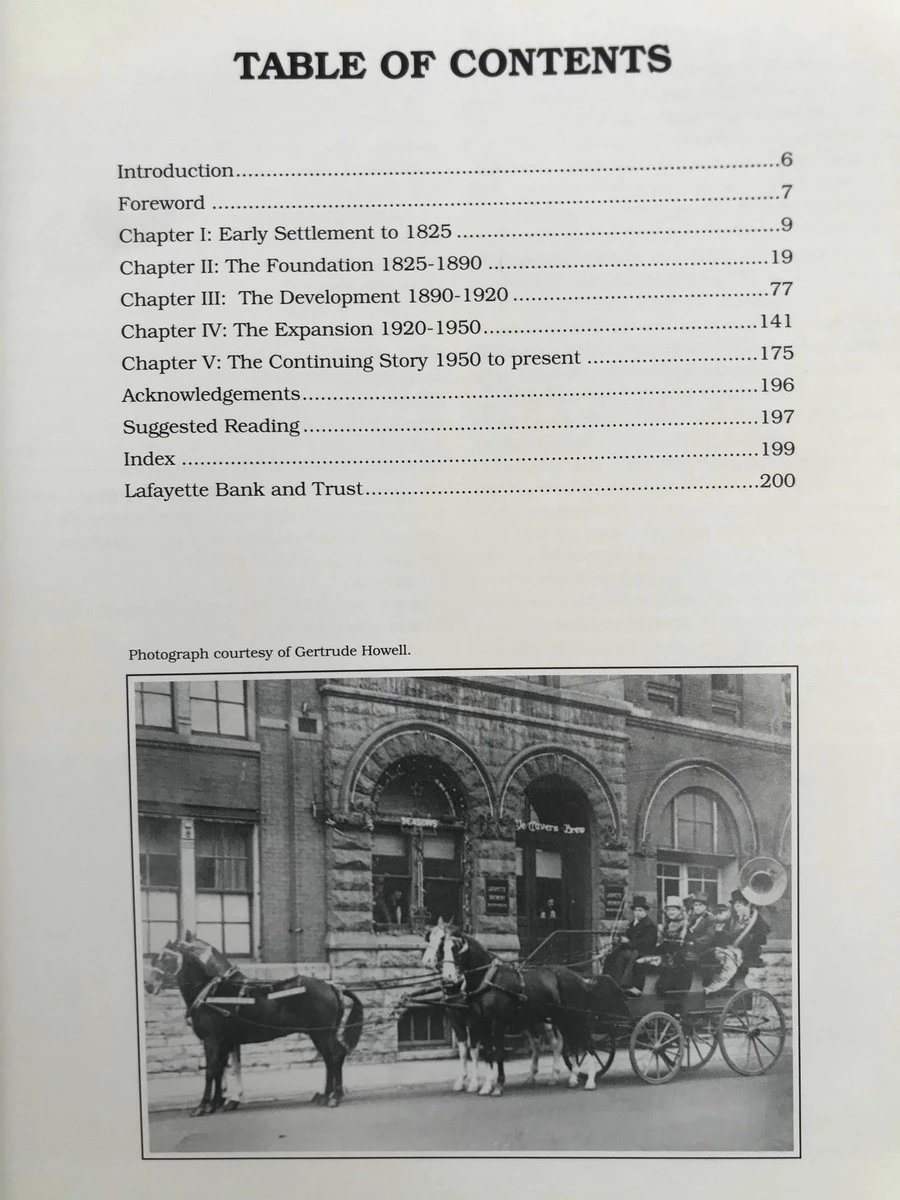 TABLE OF CONTENTS
Introduction..........................................................................................6
Foreword ..........................................................................................7
Chapter I: Early Settlement to 1825 ....................................................9
Chapter II: The Foundation 1825-1890 ..............................................19
Chapter III:  The Development 1890-1920 ..........................................77
Chapter IV: The Expansion 1920-1950..............................................141
Chapter V: The Continuing Story 1950 to present ............................175
Acknowledgements............................................................................196
Suggested Reading............................................................................197
Index ................................................................................................199
Lafayette Bank and Trust..................................................................200
Photograph courtesy of Gertrude Howell.
Ye Tavern Brew